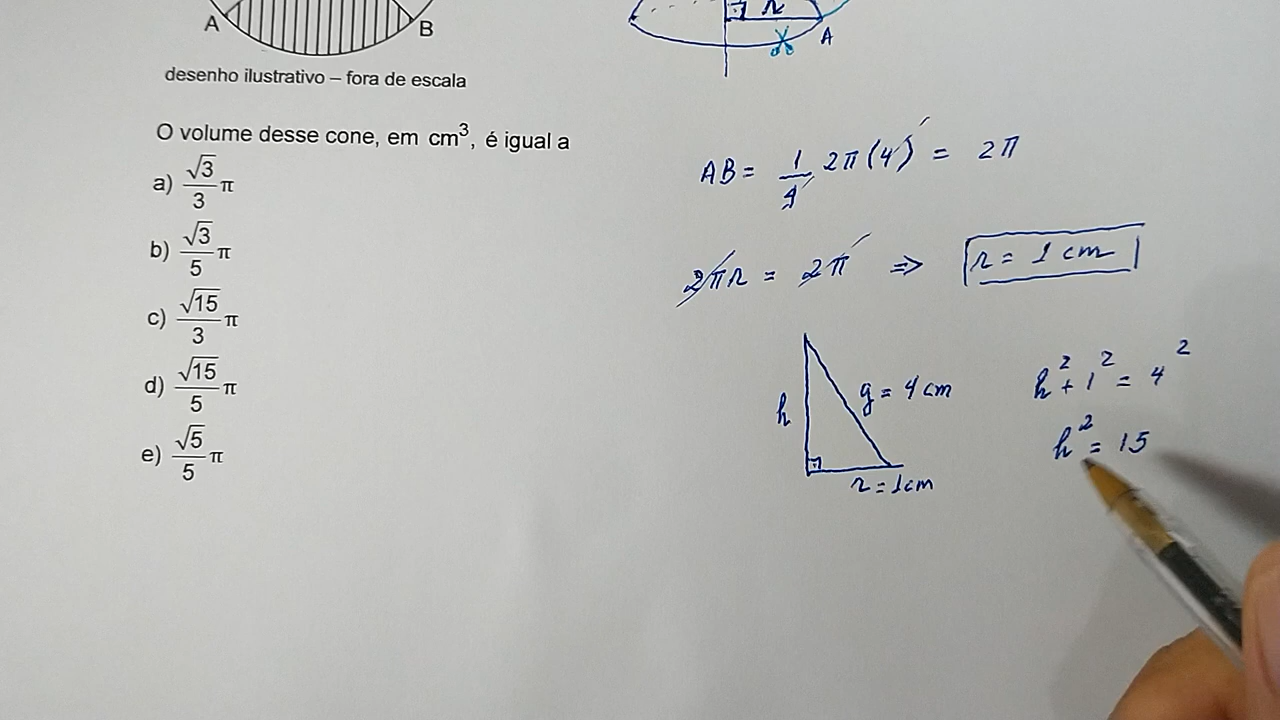 A B
desenho ilustrativo – fora de escala
O volume desse cone, em cm³, é igual a
a) √3/3 π
b) √3/5 π
c) √15/3 π
d) √15/5 π
e) √5/5 π
r
A
AB = 1/4 2π(4) = 2π
2πr = 2π ⇒ r = 1 cm
h
g = 4 cm
r = 1cm
h² + 1² = 4²
h² = 15